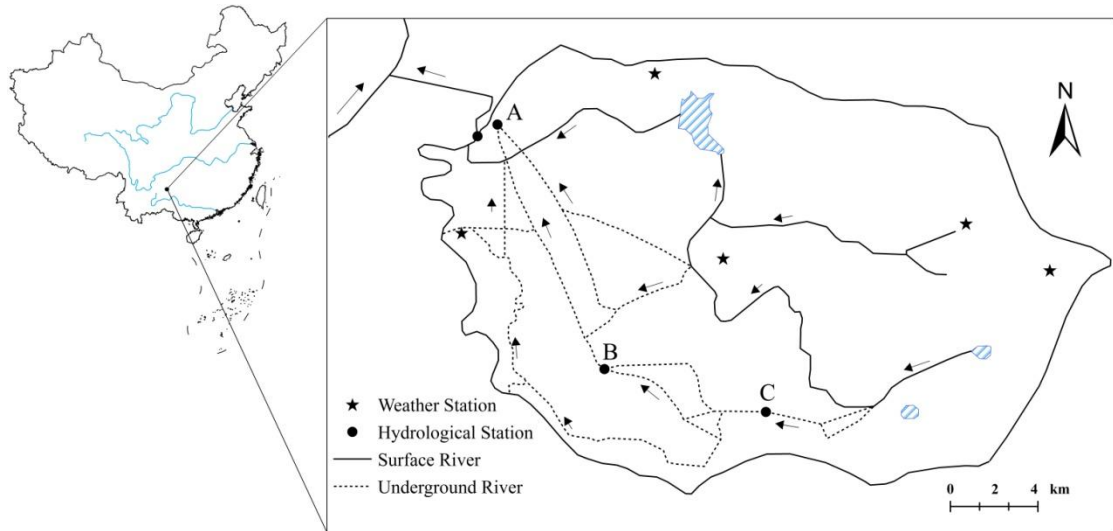 A
N
B
C
Weather Station
Hydrological Station
Surface River
Underground River
0 2 4 km